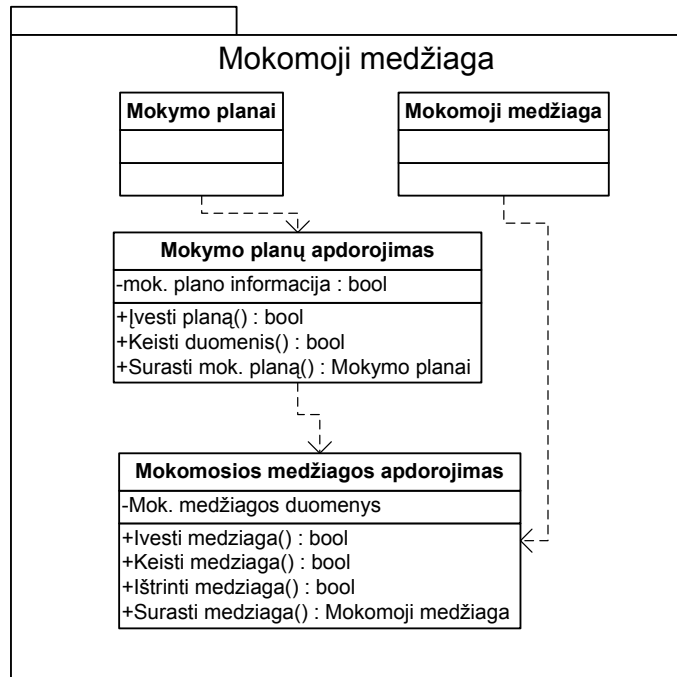 Mokomoji medžiaga
Mokymo planai
Mokomoji medžiaga
Mokymo planų apdorojimas
-mok. plano informacija : bool
+Įvesti planą() : bool
+Keisti duomenis() : bool
+Surasti mok. planą() : Mokymo planai
Mokomosios medžiagos apdorojimas
-Mok. medžiagos duomenys
+Ivesti medziaga() : bool
+Keisti medziaga() : bool
+Ištrinti medziaga() : bool
+Surasti medziaga() : Mokomoji medžiaga